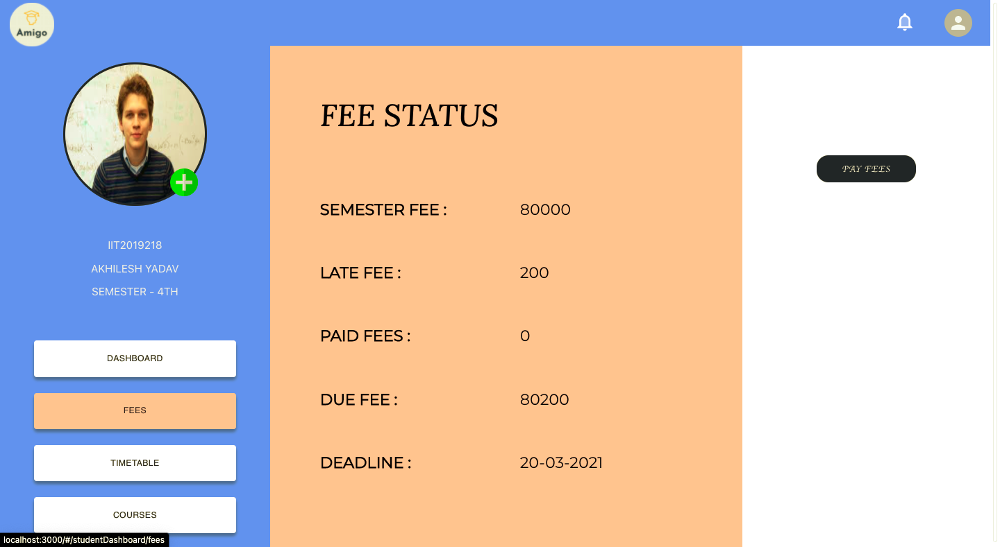 Amigo
IIT2019218
AKHILESH YADAV
SEMESTER - 4TH
DASHBOARD
FEES
TIMETABLE
COURSES
localhost:3000/#/studentDashboard/fees
FEE STATUS
SEMESTER FEE : 80000
LATE FEE : 200
PAID FEES : 0
DUE FEE : 80200
DEADLINE : 20-03-2021
PAY FEES